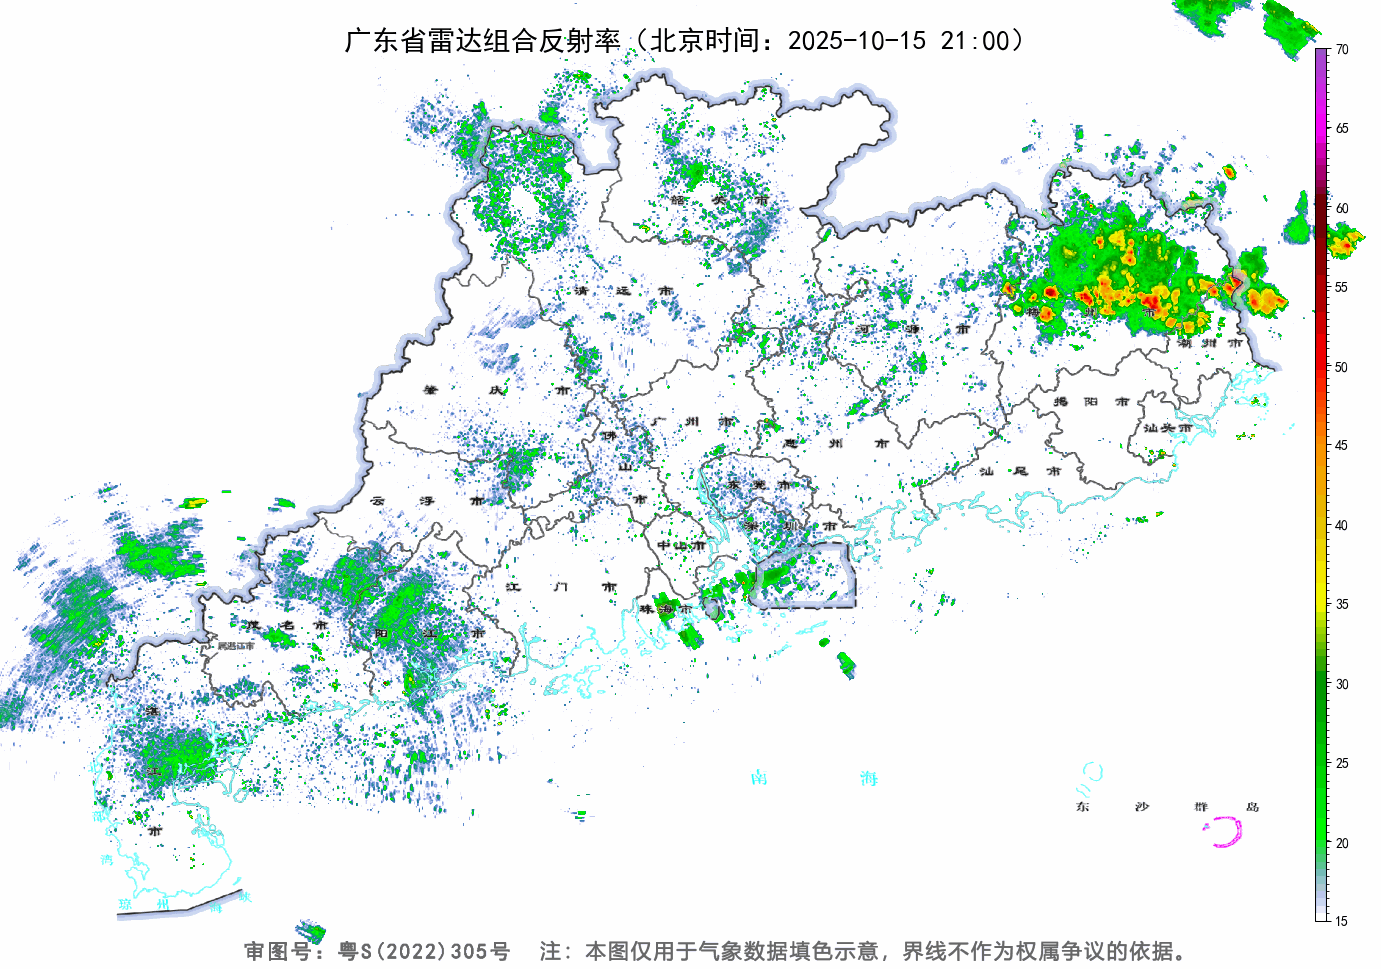 广东省雷达组合反射率（北京时间：2025-10-15 21:00）
70
65
60
55
50
45
40
35
30
25
20
15
韶关市
清远市
河源市
梅州市
潮州市
肇庆市
广州市
揭阳市
汕头市
佛山市
惠州市
汕尾市
东莞市
云浮市
深圳市
中山市
江门市
珠海市
茂名市
阳江市
属湛江市
湛江市
南海
东沙群岛
湾
琼州海峡
审图号：粤S(2022)305号 注：本图仅用于气象数据填色示意，界线不作为权属争议的依据。